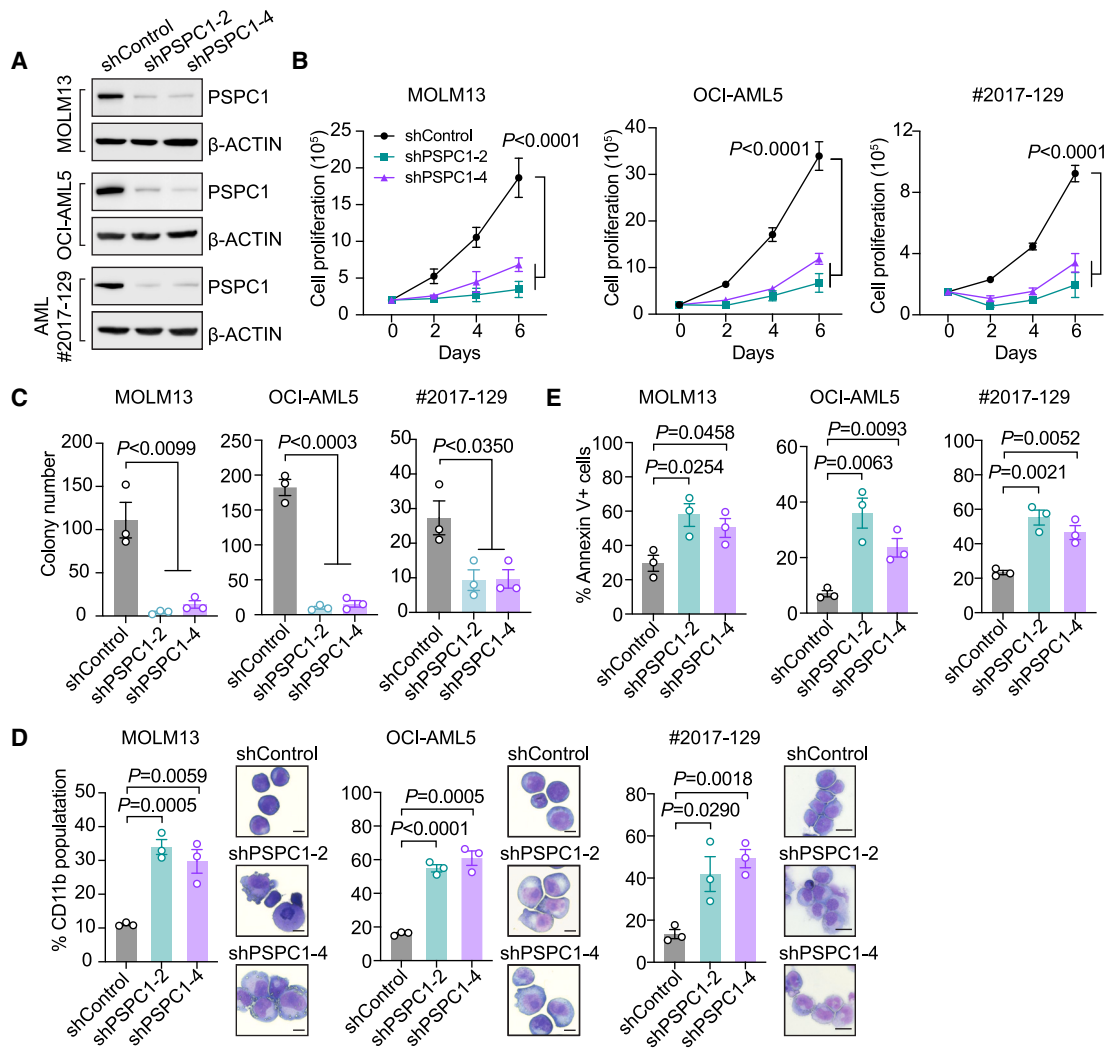 A
shControl
shPSPC1-2
shPSPC1-4
MOLM13
PSPC1
β-ACTIN
OCI-AML5
PSPC1
β-ACTIN
AML
#2017-129
PSPC1
β-ACTIN
B
MOLM13
Cell proliferation (10⁵)
25
20
15
10
5
0
0 2 4 6
Days
shControl
shPSPC1-2
shPSPC1-4
P<0.0001
OCI-AML5
Cell proliferation (10⁵)
40
30
20
10
0
0 2 4 6
Days
P<0.0001
#2017-129
Cell proliferation (10⁵)
12
8
4
0
0 2 4 6
Days
P<0.0001
C
MOLM13
Colony number
200
150
100
50
0
P<0.0099
shControl
shPSPC1-2
shPSPC1-4
OCI-AML5
250
200
150
100
50
0
P<0.0003
shControl
shPSPC1-2
shPSPC1-4
#2017-129
50
40
30
20
10
0
P<0.0350
shControl
shPSPC1-2
shPSPC1-4
E
MOLM13
% Annexin V+ cells
100
80
60
40
20
0
P=0.0458
P=0.0254
shControl
shPSPC1-2
shPSPC1-4
OCI-AML5
60
40
20
0
P=0.0093
P=0.0063
shControl
shPSPC1-2
shPSPC1-4
#2017-129
100
80
60
40
20
0
P=0.0052
P=0.0021
shControl
shPSPC1-2
shPSPC1-4
D
MOLM13
% CD11b populatation
50
40
30
20
10
0
P=0.0059
P=0.0005
shControl
shPSPC1-2
shPSPC1-4
shControl
shPSPC1-2
shPSPC1-4
OCI-AML5
100
80
60
40
20
0
P=0.0005
P<0.0001
shControl
shPSPC1-2
shPSPC1-4
shControl
shPSPC1-2
shPSPC1-4
#2017-129
80
60
40
20
0
P=0.0018
P=0.0290
shControl
shPSPC1-2
shPSPC1-4
shControl
shPSPC1-2
shPSPC1-4